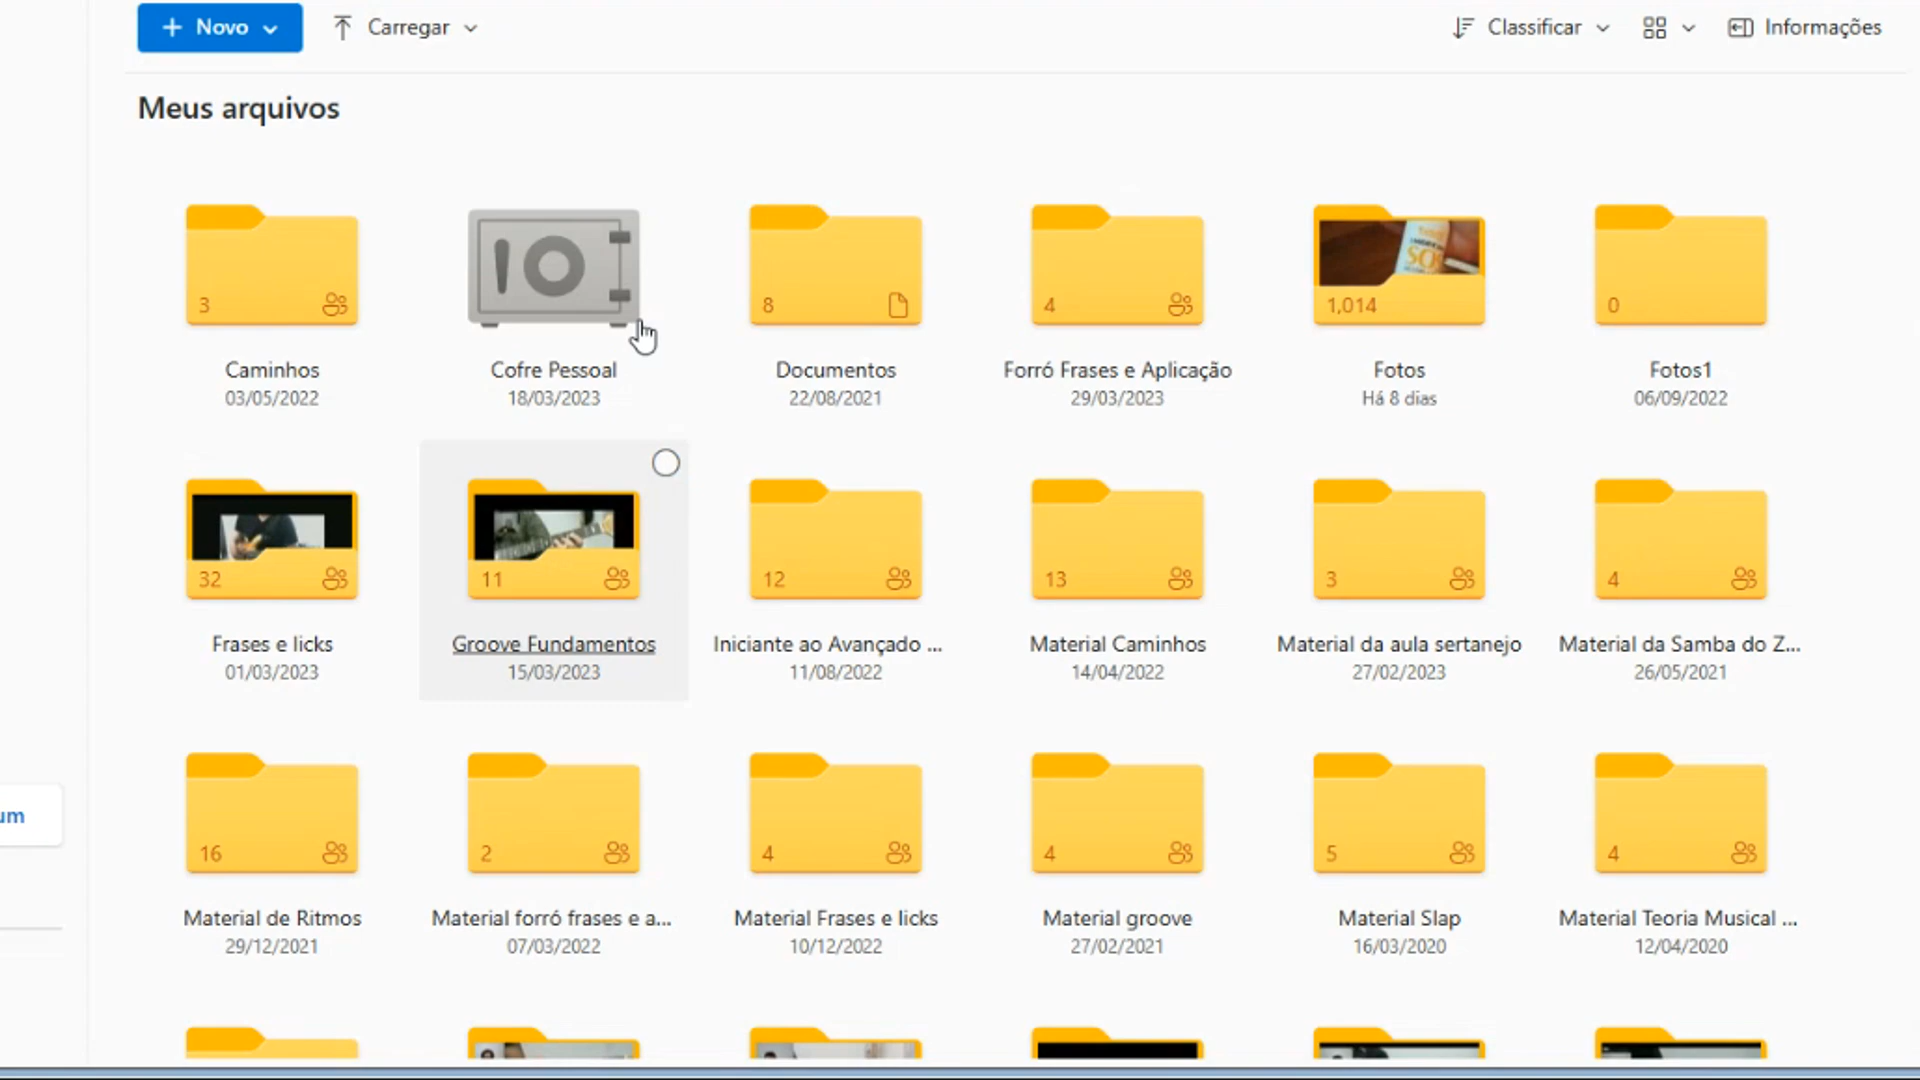 Novo
Carregar
Classificar
Informações
Meus arquivos
3
8
4
1,014
0
Caminhos
Cofre Pessoal
Documentos
Forró Frases e Aplicação
Fotos
Fotos1
03/05/2022
18/03/2023
22/08/2021
29/03/2023
Há 8 dias
06/09/2022
32
11
12
13
3
4
Frases e licks
Groove Fundamentos
Iniciante ao Avançado ...
Material Caminhos
Material da aula sertanejo
Material da Samba do Z...
01/03/2023
15/03/2023
11/08/2022
14/04/2022
27/02/2023
26/05/2021
um
16
2
4
4
5
4
Material de Ritmos
Material forró frases e a...
Material Frases e licks
Material groove
Material Slap
Material Teoria Musical ...
29/12/2021
07/03/2022
10/12/2022
27/02/2021
16/03/2020
12/04/2020